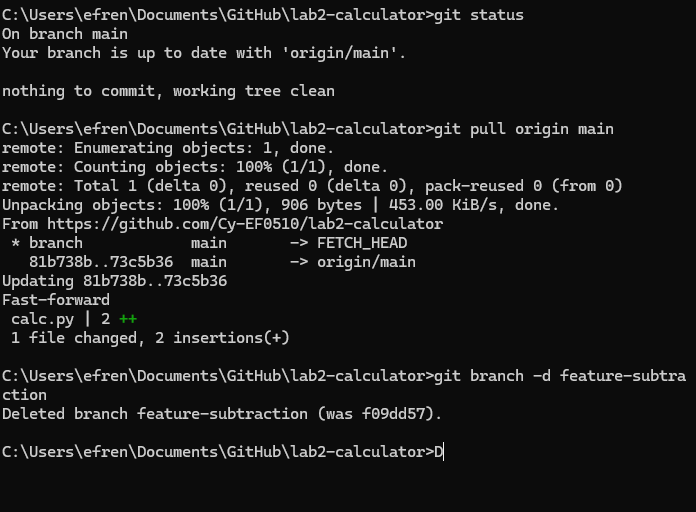 C:\Users\efren\Documents\GitHub\lab2-calculator>git status
On branch main
Your branch is up to date with 'origin/main'.
nothing to commit, working tree clean
C:\Users\efren\Documents\GitHub\lab2-calculator>git pull origin main
remote: Enumerating objects: 1, done.
remote: Counting objects: 100% (1/1), done.
remote: Total 1 (delta 0), reused 0 (delta 0), pack-reused 0 (from 0)
Unpacking objects: 100% (1/1), 906 bytes | 453.00 KiB/s, done.
From https://github.com/Cy-EF0510/lab2-calculator
 * branch            main       -> FETCH_HEAD
   81b738b..73c5b36  main       -> origin/main
Updating 81b738b..73c5b36
Fast-forward
 calc.py | 2 ++
 1 file changed, 2 insertions(+)
C:\Users\efren\Documents\GitHub\lab2-calculator>git branch -d feature-subtra
ction
Deleted branch feature-subtraction (was f09dd57).
C:\Users\efren\Documents\GitHub\lab2-calculator>D